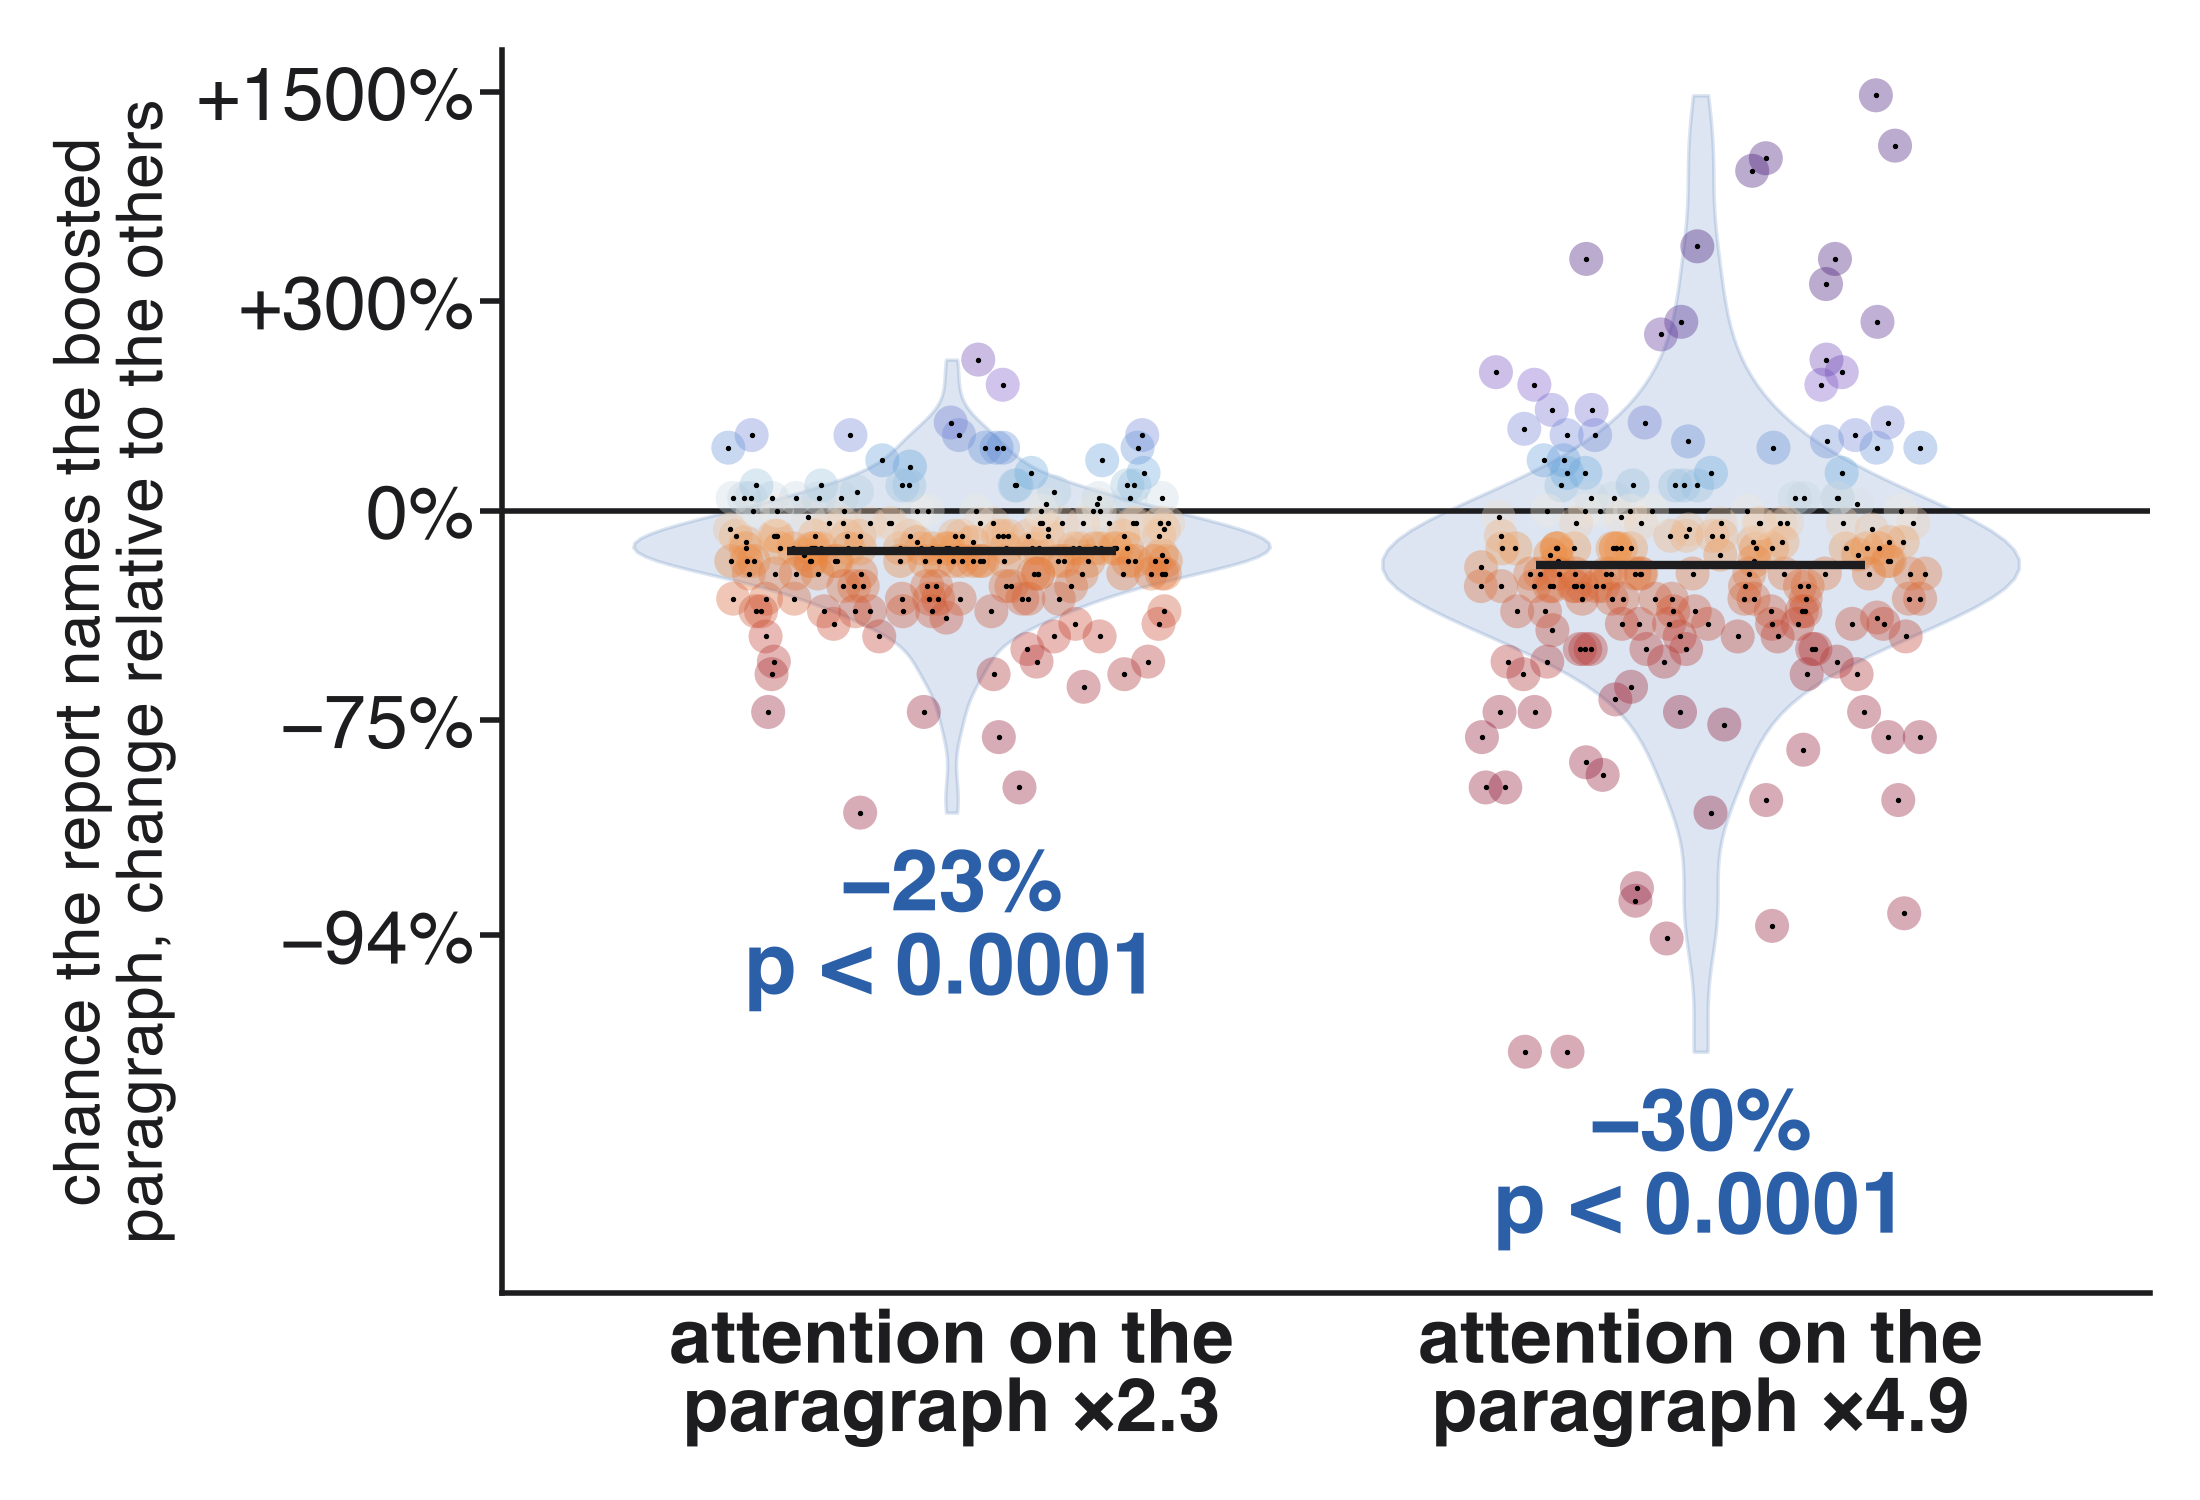 chance the report names the boosted
paragraph, change relative to the others
+1500%
+300%
0%
−75%
−94%
−23%
p < 0.0001
−30%
p < 0.0001
attention on the
paragraph ×2.3
attention on the
paragraph ×4.9